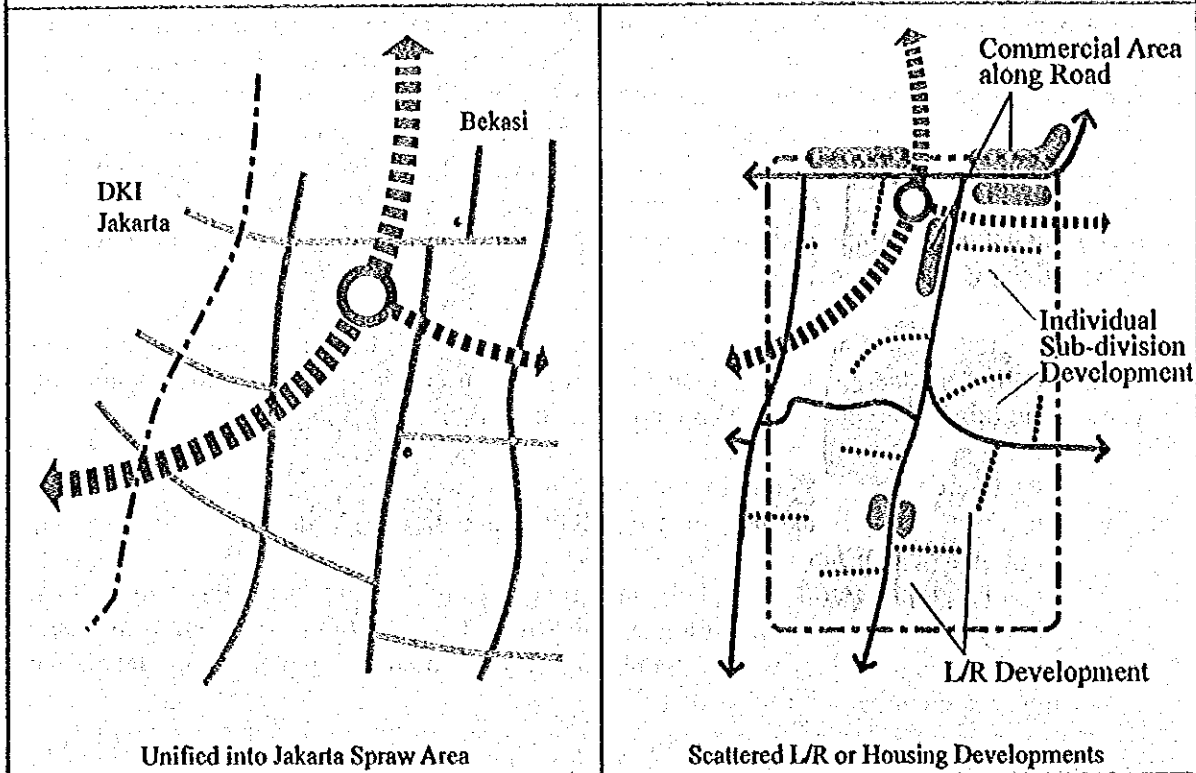 Bekasi
DKI
Jakarta
Unified into Jakarta Spraw Area
Commercial Area
along Road
Individual
Sub-division
Development
L/R Development
Scattered L/R or Housing Developments